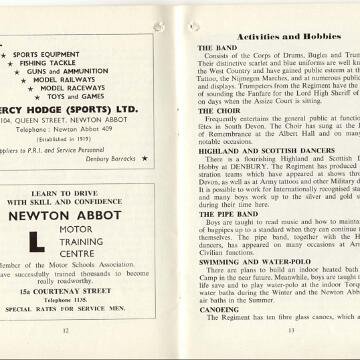 ★ SPORTS EQUIPMENT
★ FISHING TACKLE
★ GUNS and AMMUNITION
★ MODEL RAILWAYS
★ MODEL RACEWAYS
★ TOYS and GAMES
ERCY HODGE (SPORTS) LTD.
104, QUEEN STREET, NEWTON ABBOT
Telephone: Newton Abbot 409
(Established in 1919)
ppliers to P.R.I. and Service Personnel
Denbury Barracks ★
LEARN TO DRIVE
WITH SKILL AND CONFIDENCE
NEWTON ABBOT
L MOTOR
TRAINING
CENTRE
Member of the Motor Schools Association.
ave successfully trained thousands to become
really roadworthy.
15a COURTENAY STREET
Telephone 1135.
SPECIAL RATES FOR SERVICE MEN.
12
Activities and Hobbies
THE BAND
Consists of the Corps of Drums, Bugles and Trum
Their distinctive scarlet and blue uniforms are well know
the West Country and have gained public esteem at the
Tattoo, the Nijmegen Marches, and at numerous public
and displays. Trumpeters from the Regiment have the
of sounding the Fanfare for the Lord High Sheriff of
on days when the Assize Court is sitting.
THE CHOIR
Frequently entertains the general public at functio
fêtes in South Devon. The Choir has sung at the
of Remembrance at the Albert Hall and on many
notable occasions.
HIGHLAND AND SCOTTISH DANCERS
There is a flourishing Highland and Scottish D
Hobby at DENBURY. The Regiment has produced
stration teams which have appeared at shows thro
Devon, as well as at Army tattoos and other Military d
It is possible to work for Internationally recognised sta
and many boys work up to the silver and gold st
during their time here.
THE PIPE BAND
Boys are taught to read music and how to maintai
of bagpipes up to a standard when they can continue t
themselves. The pipe band, together with the H
dancers, has appeared on many occasions at Arm
Civilian functions.
SWIMMING AND WATER-POLO
There are plans to build an indoor heated bath
Camp in the near future. Meanwhile, boys are taught t
life save and to play water-polo at the indoor Torqu
water baths during the Winter and the Newton Abbo
air baths in the Summer.
CANOEING
The Regiment has ten fibre glass canoes, which a
13